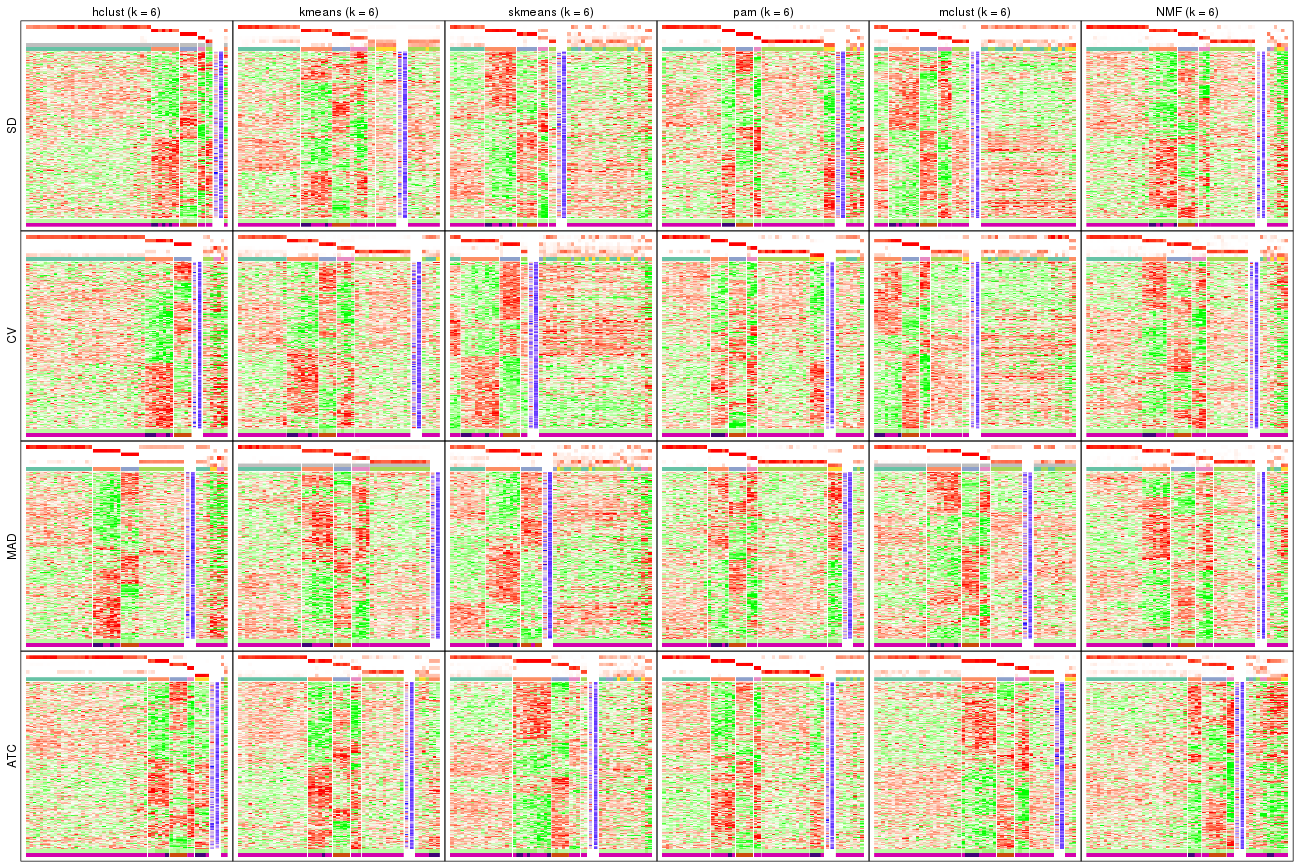 hclust (k = 6) kmeans (k = 6) skmeans (k = 6) pam (k = 6) mclust (k = 6) NMF (k = 6)
SD
CV
MAD
ATC